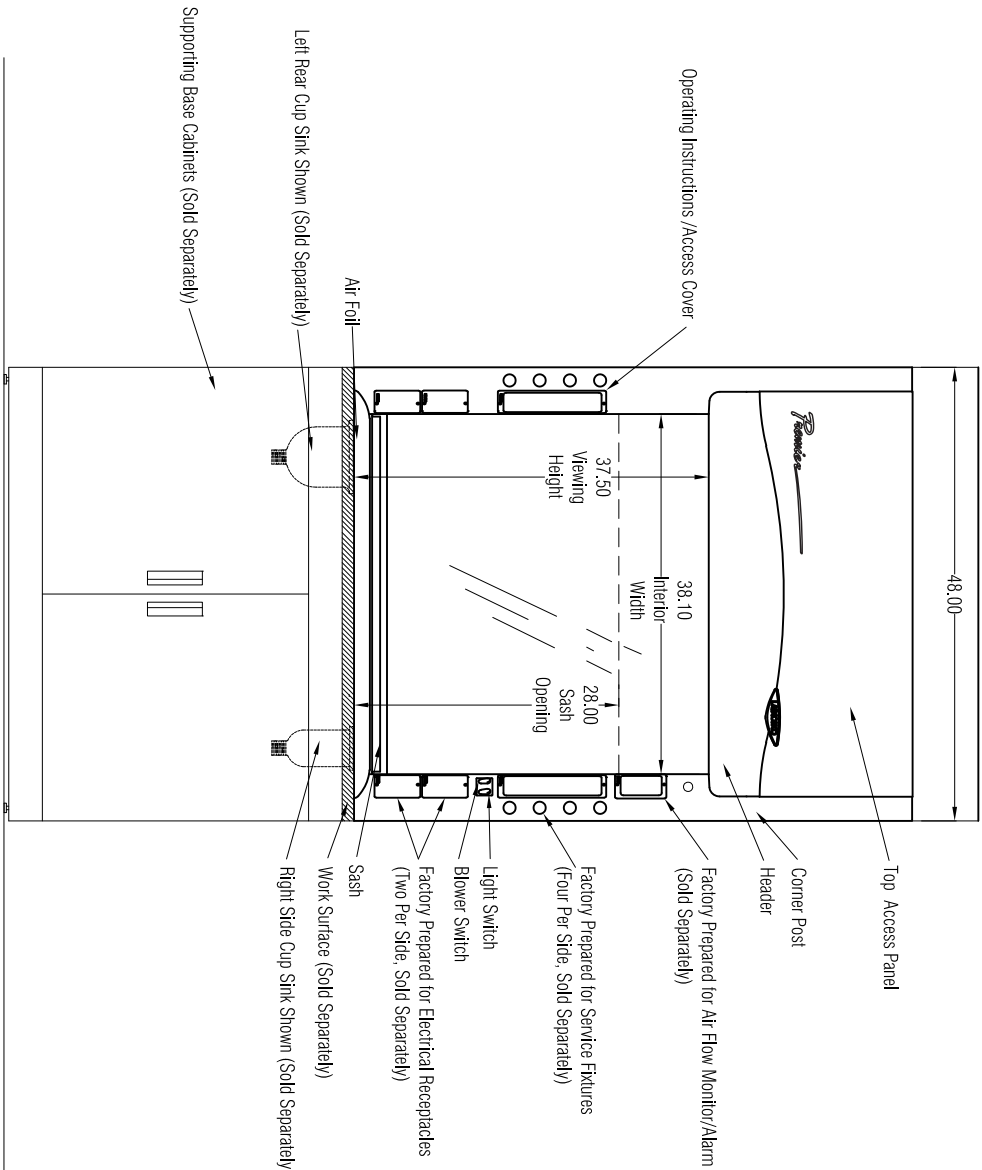 48.00
Top Access Panel
Corner Post
Header
Premier
LABCONCO
Factory Prepared for Air Flow Monitor/Alarm
(Sold Separately)
Operating Instructions /Access Cover
38.10
Interior
Width
37.50
Viewing
Height
28.00
Sash
Opening
Factory Prepared for Service Fixtures
(Four Per Side, Sold Separately)
Light Switch
Blower Switch
Factory Prepared for Electrical Receptacles
(Two Per Side, Sold Separately)
Air Foil
Sash
Work Surface (Sold Separately)
Left Rear Cup Sink Shown (Sold Separately)
Right Side Cup Sink Shown (Sold Separately
Supporting Base Cabinets (Sold Separately)